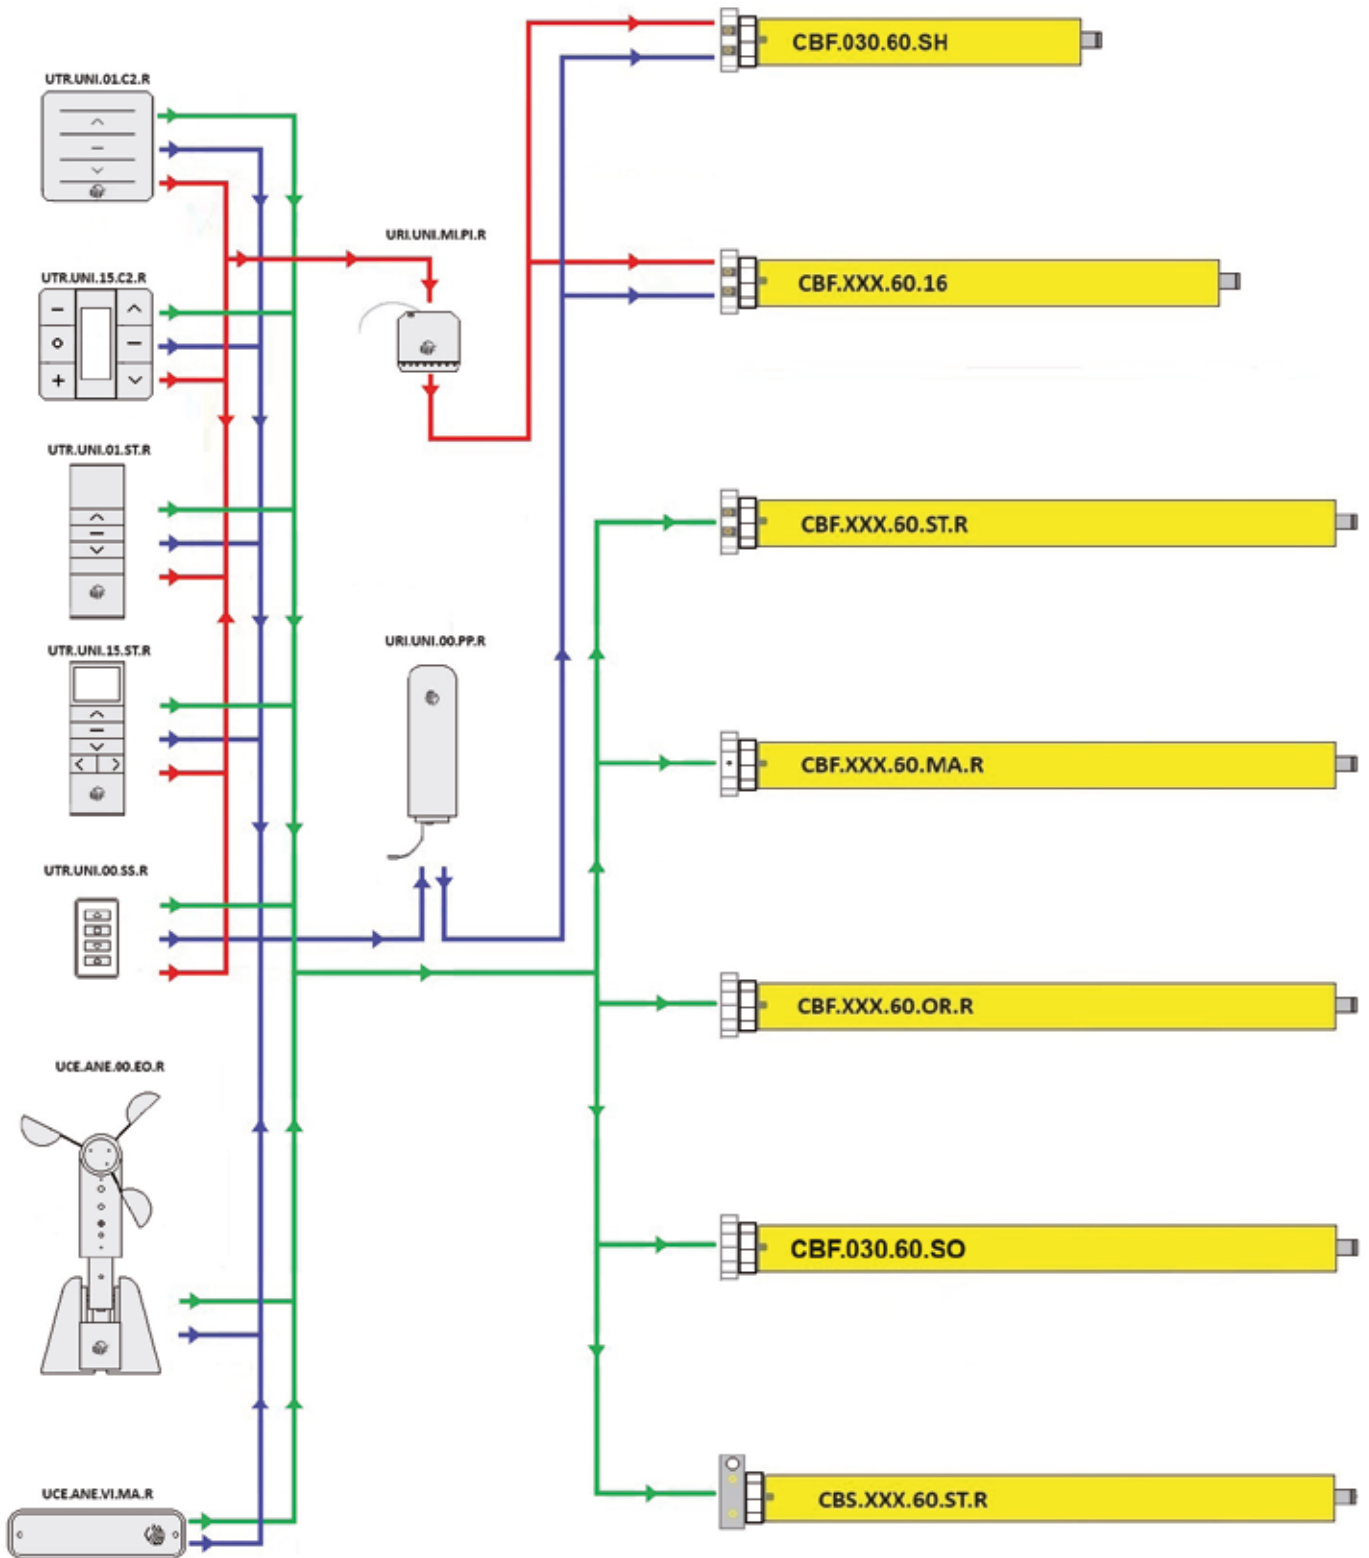 CBF.030.60.SH
UTR.UNI.01.C2.R
URI.UNI.MI.PI.R
UTR.UNI.15.C2.R
CBF.XXX.60.16
UTR.UNI.01.ST.R
CBF.XXX.60.ST.R
URI.UNI.00.PP.R
UTR.UNI.15.ST.R
CBF.XXX.60.MA.R
UTR.UNI.00.SS.R
CBF.XXX.60.OR.R
UCE.ANE.00.EO.R
CBF.030.60.SO
UCE.ANE.VI.MA.R
CBS.XXX.60.ST.R